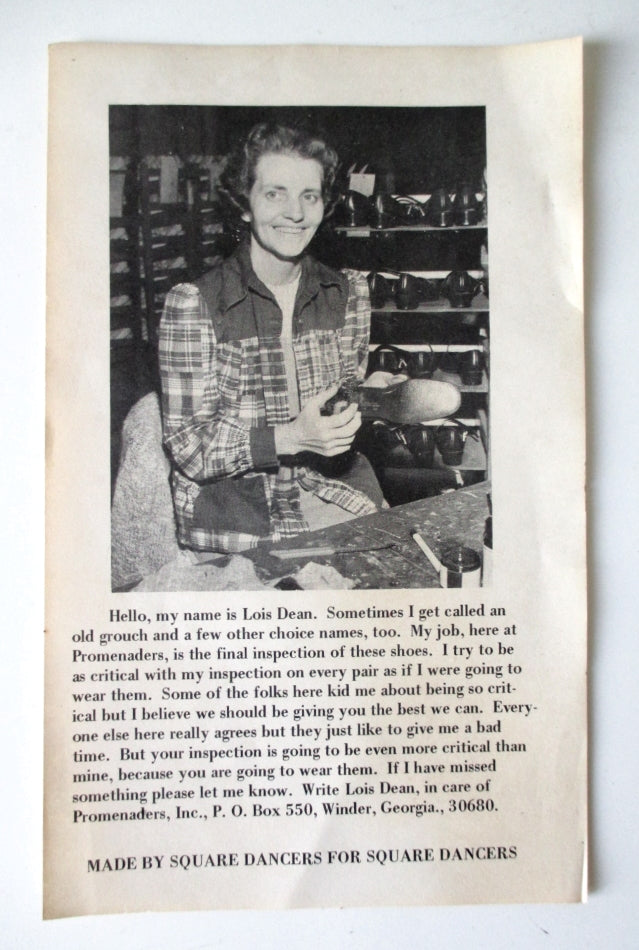 Hello, my name is Lois Dean. Sometimes I get called an
old grouch and a few other choice names, too. My job, here at
Promenaders, is the final inspection of these shoes. I try to be
as critical with my inspection on every pair as if I were going to
wear them. Some of the folks here kid me about being so crit-
ical but I believe we should be giving you the best we can. Every-
one else here really agrees but they just like to give me a bad
time. But your inspection is going to be even more critical than
mine, because you are going to wear them. If I have missed
something please let me know. Write Lois Dean, in care of
Promenaders, Inc., P. O. Box 550, Winder, Georgia., 30680.
MADE BY SQUARE DANCERS FOR SQUARE DANCERS